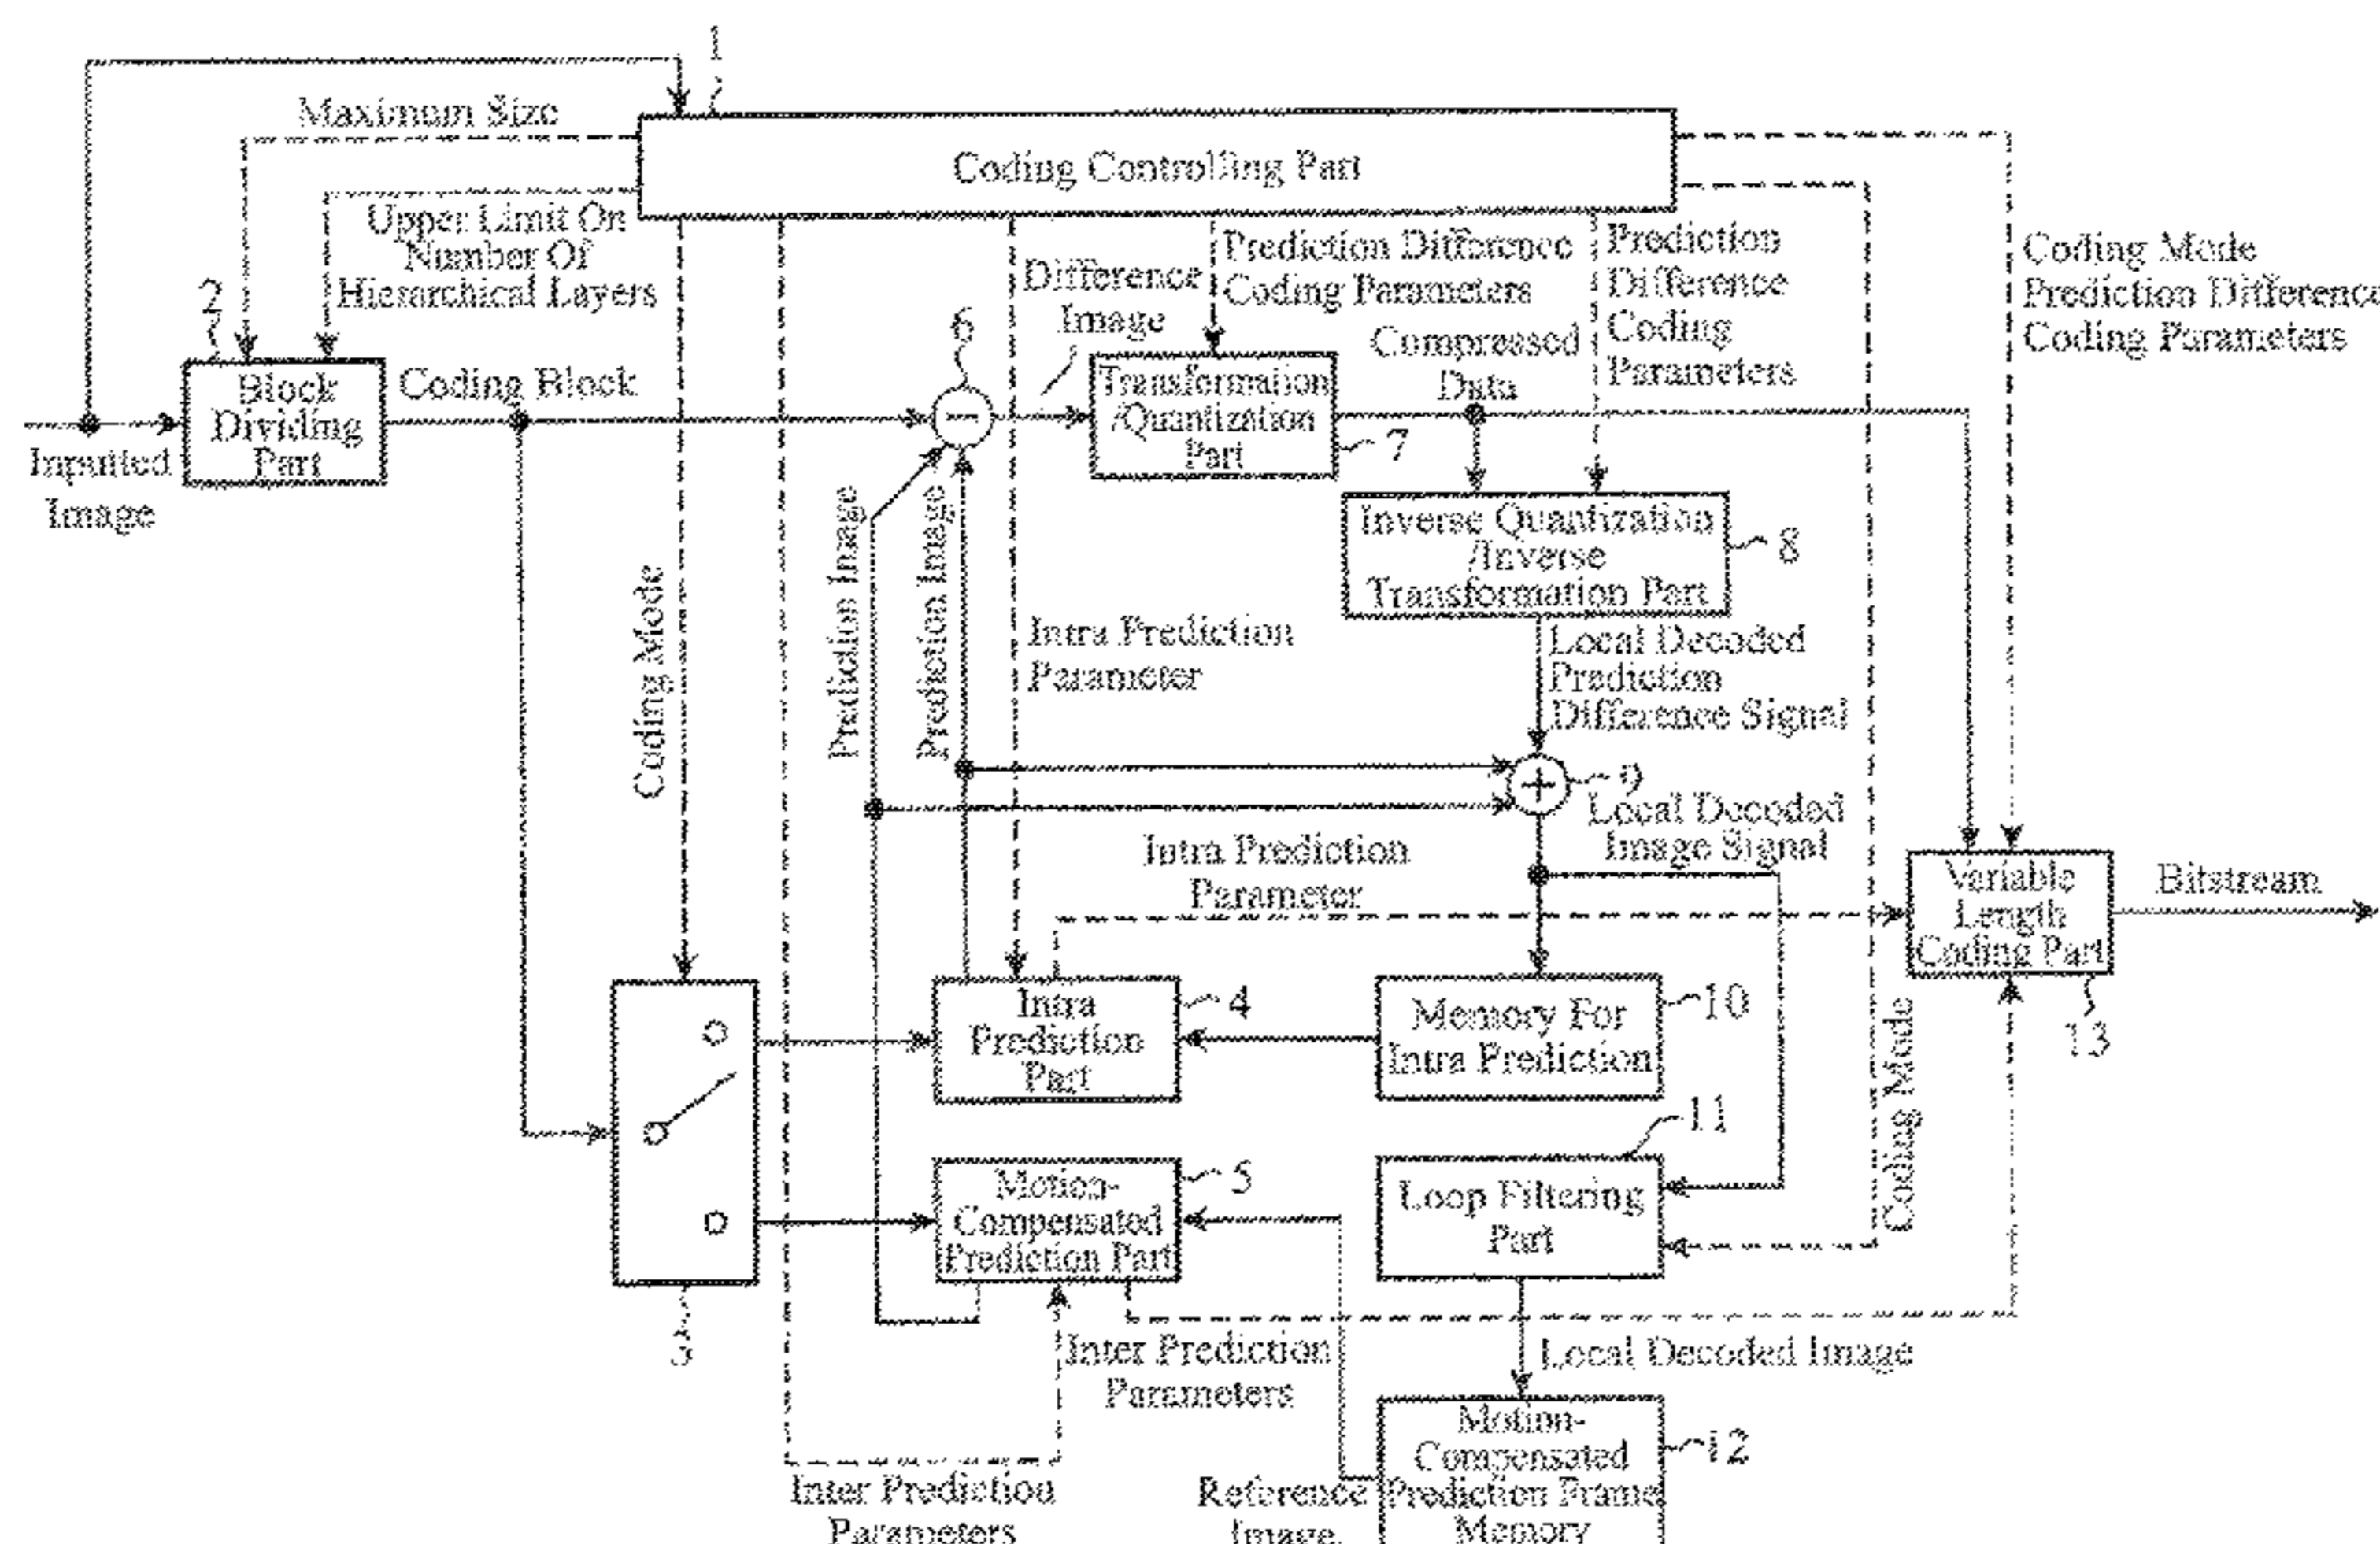 1
Maximum Size
Coding Controlling Part
Upper Limit On
Number Of
Hierarchical Layers
Prediction Difference
Coding Parameters
Prediction
Difference
Coding
Parameters
Coding Mode
Prediction Difference
Coding Parameters
2
6
Difference
Image
Compressed
Data
Block
Dividing
Part
Coding Block
Transformation
/Quantization
Part
7
Inputted
Image
Prediction Image
Prediction Image
Inverse Quantization
/Inverse
Transformation Part
8
Coding Mode
Intra Prediction
Parameter
Local Decoded
Prediction
Difference Signal
9
Local Decoded
Image Signal
Intra Prediction
Parameter
Variable
Length
Coding Part
Bitstream
13
Intra
Prediction
Part
4
Memory For
Intra Prediction
10
Coding Mode
11
Motion-
Compensated
Prediction Part
5
Loop Filtering
Part
3
Inter Prediction
Parameters
Local Decoded Image
Inter Prediction
Parameters
Reference
Image
Motion-
Compensated
Prediction Frame
Memory
12